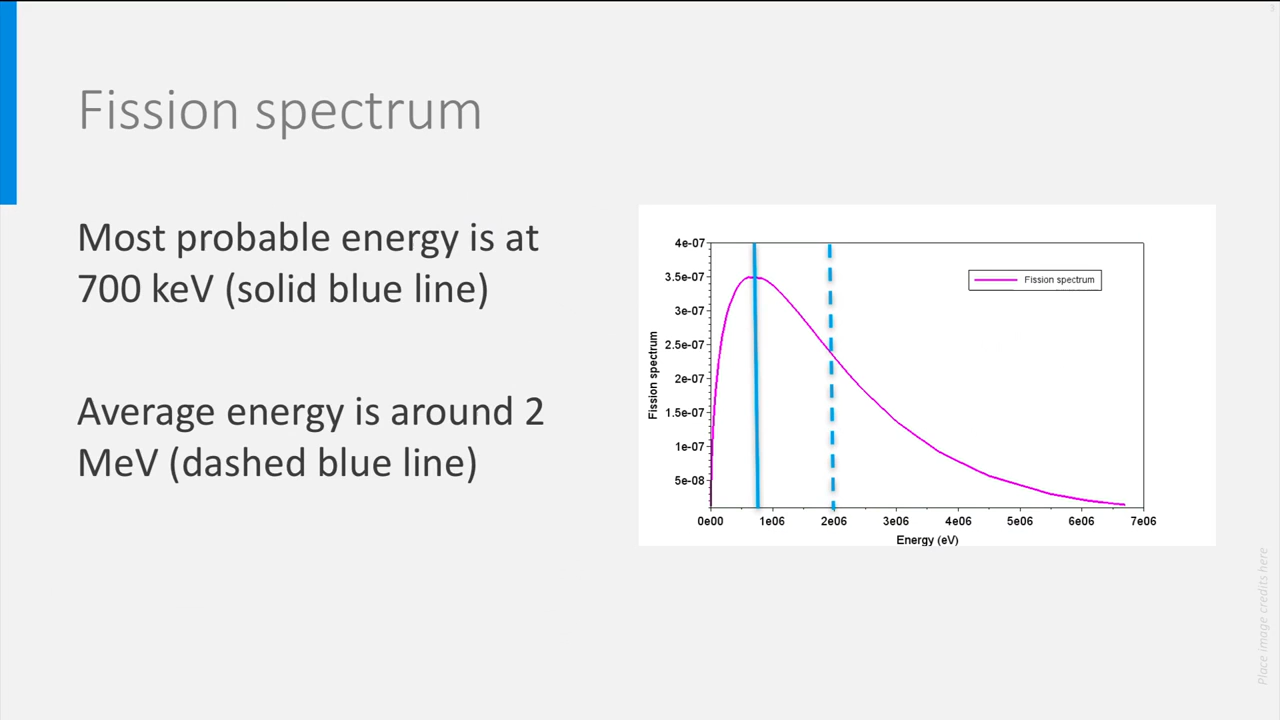 Fission spectrum
Most probable energy is at
700 keV (solid blue line)
Average energy is around 2
MeV (dashed blue line)
4e-07
3.5e-07
3e-07
2.5e-07
2e-07
1.5e-07
1e-07
5e-08
Fission spectrum
Fission spectrum
0e00 1e06 2e06 3e06 4e06 5e06 6e06 7e06
Energy (eV)
Place image credits here